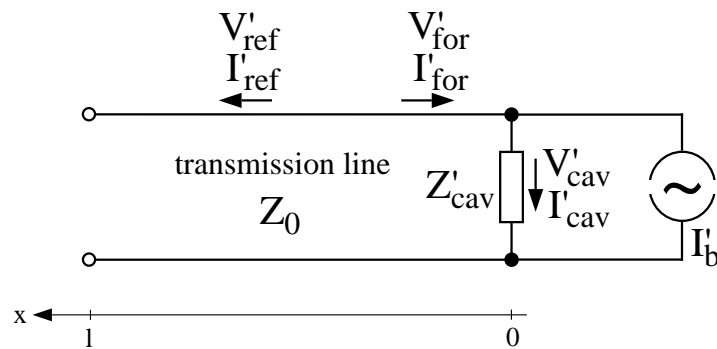 V'ref
I'ref
V'for
I'for
transmission line
Z0
Z'cav
V'cav
I'cav
~
I'b
x
l
0